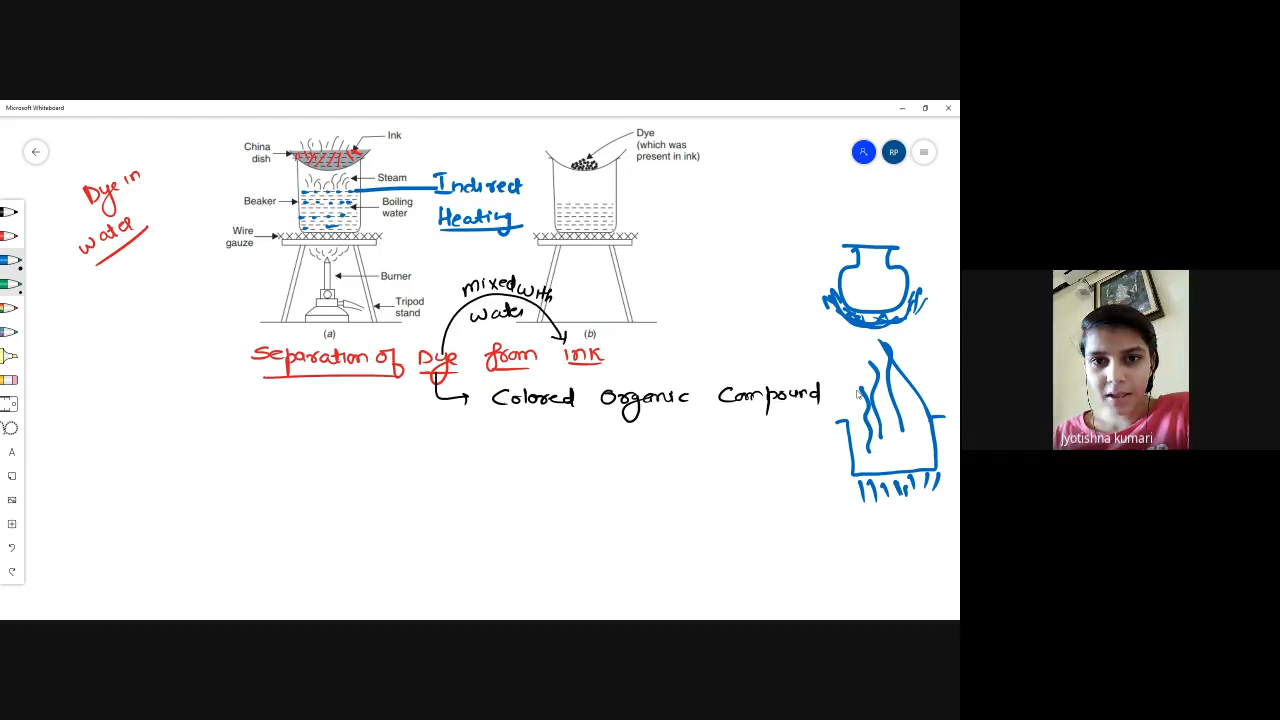 Microsoft Whiteboard
RP
Dye in
water
China
dish
Ink
Steam
Beaker
Boiling
water
Wire
gauze
Burner
Tripod
stand
(a)
Indirect
Heating
Dye
(which was
present in ink)
(b)
mixed with
water
Separation of Dye from Ink
Colored Organic Compound
A
Jyotishna kumari